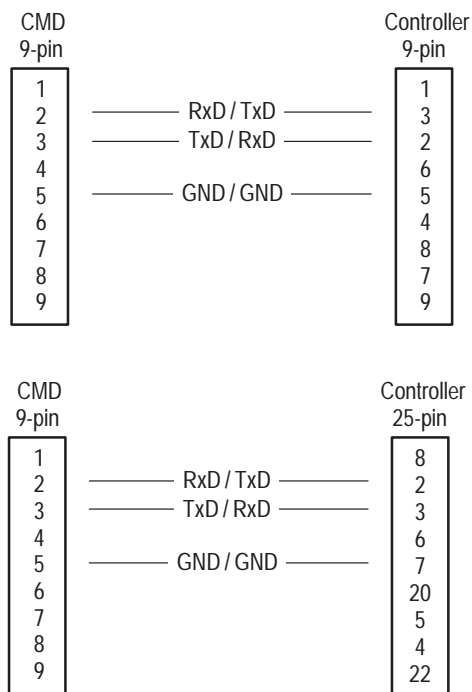 CMD Controller
9-pin 9-pin
1 1
2 RxD / TxD 3
3 TxD / RxD 2
4 6
5 GND / GND 5
6 4
7 8
8 7
9 9
CMD Controller
9-pin 25-pin
1 8
2 RxD / TxD 2
3 TxD / RxD 3
4 6
5 GND / GND 7
6 20
7 5
8 4
9 22